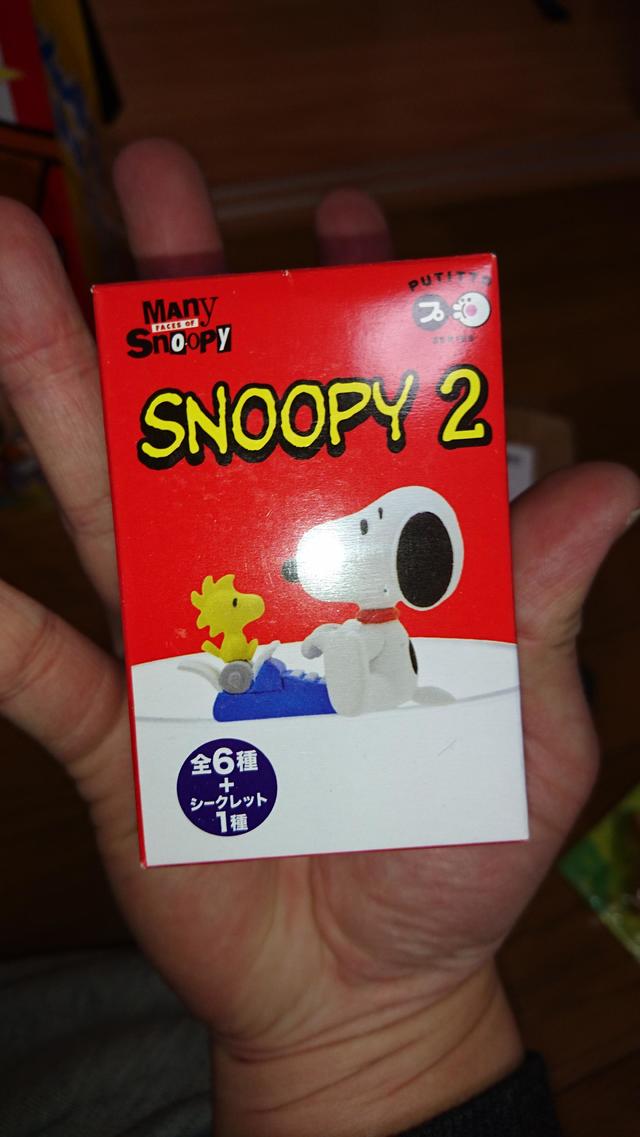 MANY
FACES OF
SNOOPY
PUTITTO
プ
SERIES
SNOOPY 2
全6種
+
シークレット
1種